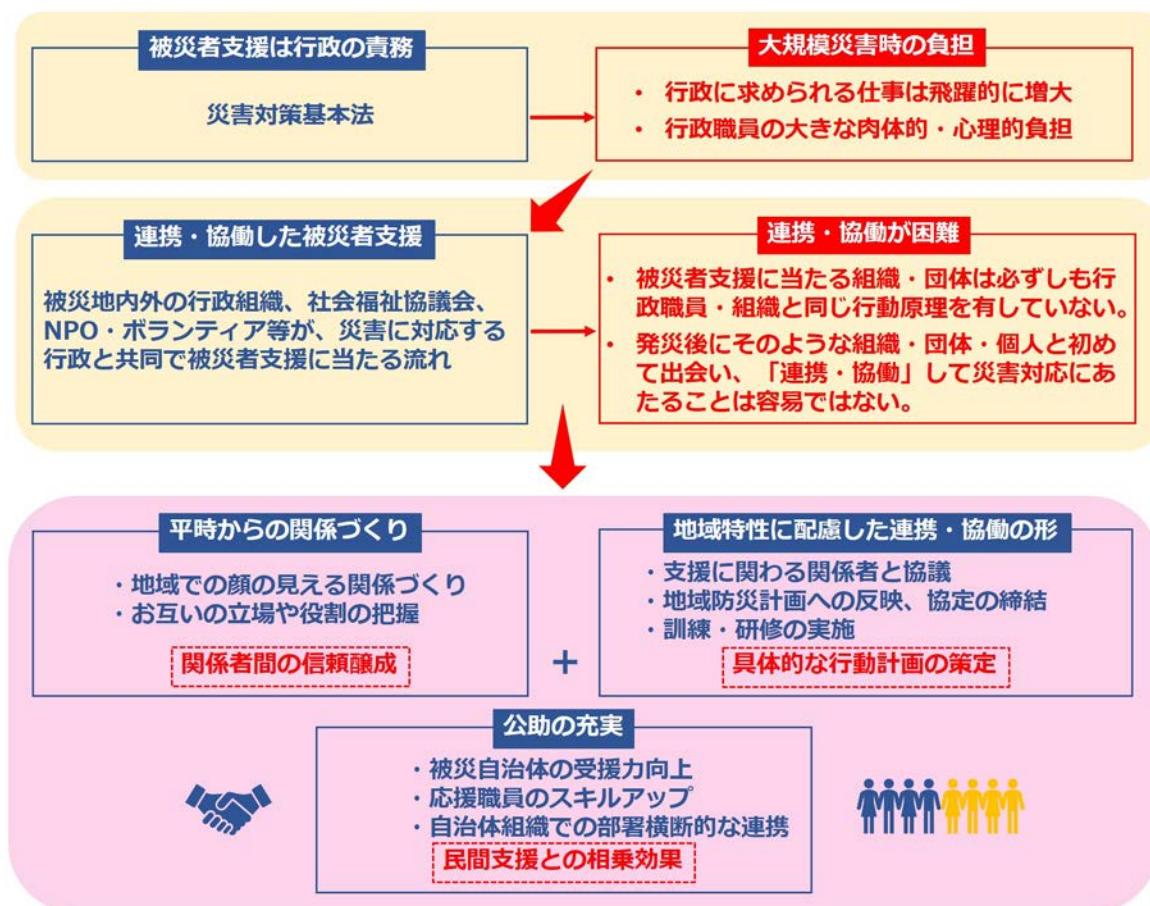 被災者支援は行政の責務
災害対策基本法
大規模災害時の負担
・ 行政に求められる仕事は飛躍的に増大
・ 行政職員の大きな肉体的・心理的負担
連携・協働した被災者支援
被災地内外の行政組織、社会福祉協議会、
NPO・ボランティア等が、災害に対応する
行政と共同で被災者支援に当たる流れ
連携・協働が困難
・ 被災者支援に当たる組織・団体は必ずしも行
政職員・組織と同じ行動原理を有していない。
・ 発災後にそのような組織・団体・個人と初め
て出会い、「連携・協働」して災害対応にあ
たることは容易ではない。
平時からの関係づくり
・地域での顔の見える関係づくり
・お互いの立場や役割の把握
関係者間の信頼醸成
+
地域特性に配慮した連携・協働の形
・支援に関わる関係者と協議
・地域防災計画への反映、協定の締結
・訓練・研修の実施
具体的な行動計画の策定
公助の充実
・被災自治体の受援力向上
・応援職員のスキルアップ
・自治体組織での部署横断的な連携
民間支援との相乗効果